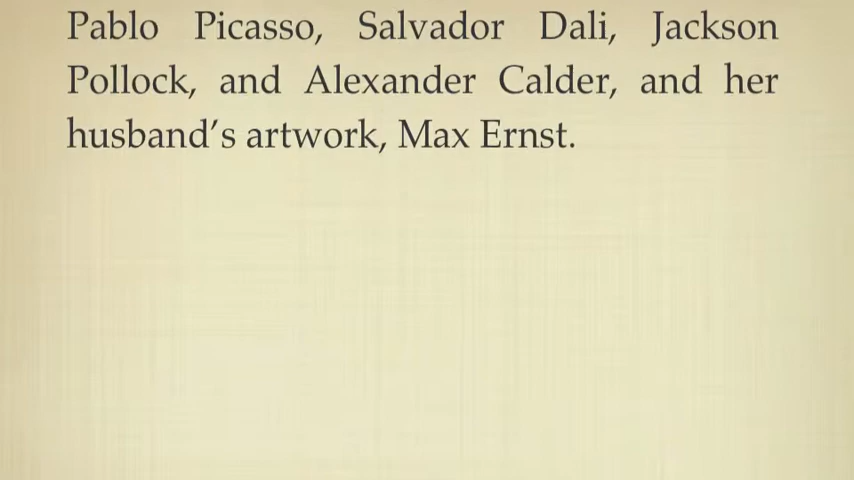 Pablo Picasso, Salvador Dali, Jackson
Pollock, and Alexander Calder, and her
husband’s artwork, Max Ernst.